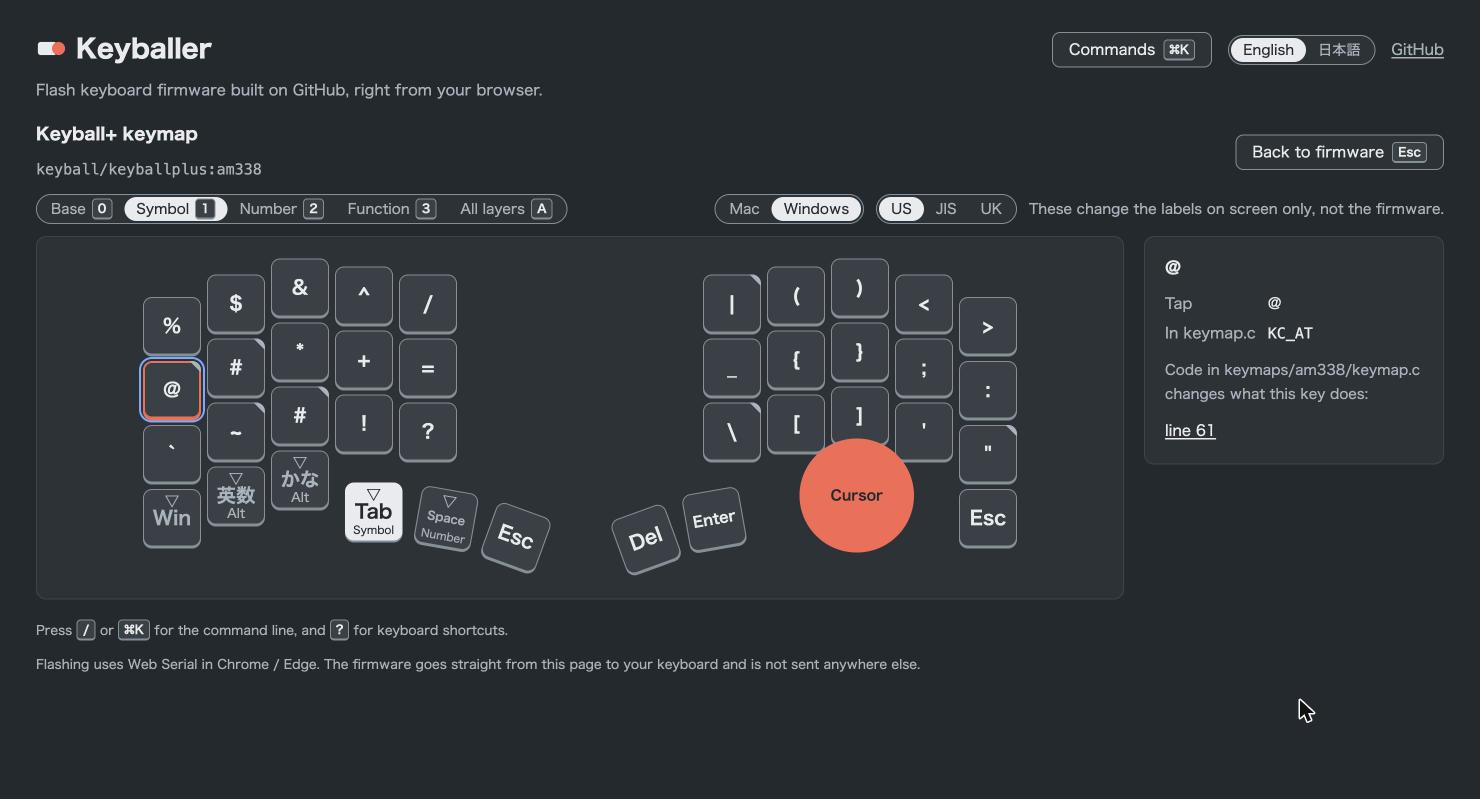 Keyballer
Commands ⌘K English 日本語 GitHub
Flash keyboard firmware built on GitHub, right from your browser.
Keyball+ keymap
keyball/keyballplus:am338
Back to firmware Esc
Base 0 Symbol 1 Number 2 Function 3 All layers A
Mac Windows US JIS UK These change the labels on screen only, not the firmware.
% $ & ^ / | ( ) < >
@ # * + = _ { } ; :
` ~ # ! ? \ [ ] ' "
▽ Win
▽ 英数 Alt
▽ かな Alt
▽ Tab Symbol
▽ Space Number
Esc
Del
Enter
Cursor
Esc
@
Tap @
In keymap.c KC_AT
Code in keymaps/am338/keymap.c
changes what this key does:
line 61
Press / or ⌘K for the command line, and ? for keyboard shortcuts.
Flashing uses Web Serial in Chrome / Edge. The firmware goes straight from this page to your keyboard and is not sent anywhere else.